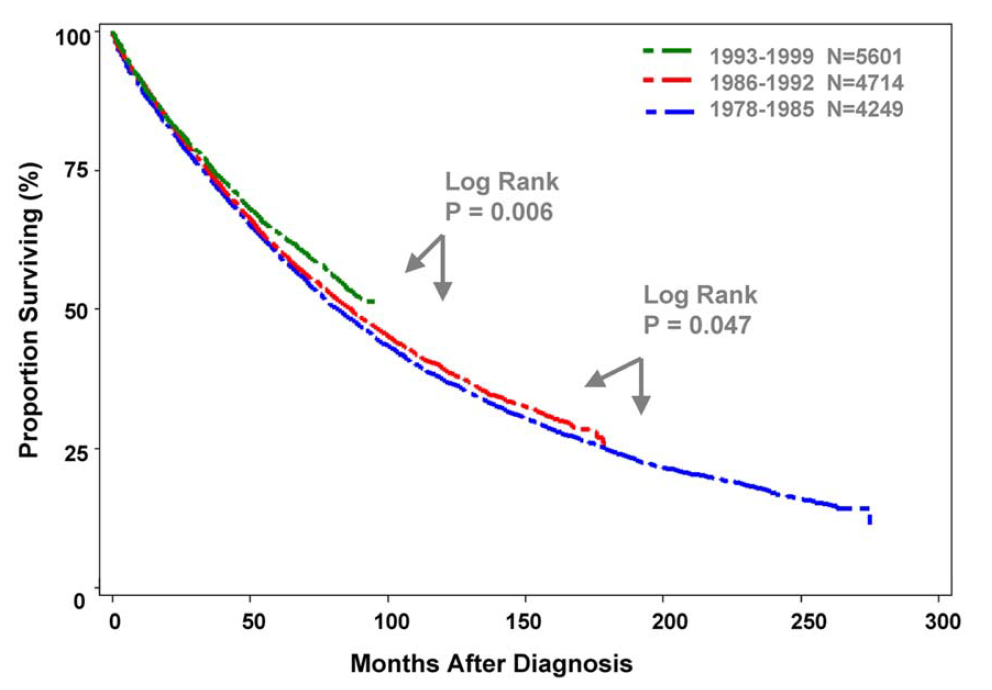 100
75
50
25
0
Proportion Surviving (%)
1993-1999 N=5601
1986-1992 N=4714
1978-1985 N=4249
Log Rank
P = 0.006
Log Rank
P = 0.047
0 50 100 150 200 250 300
Months After Diagnosis